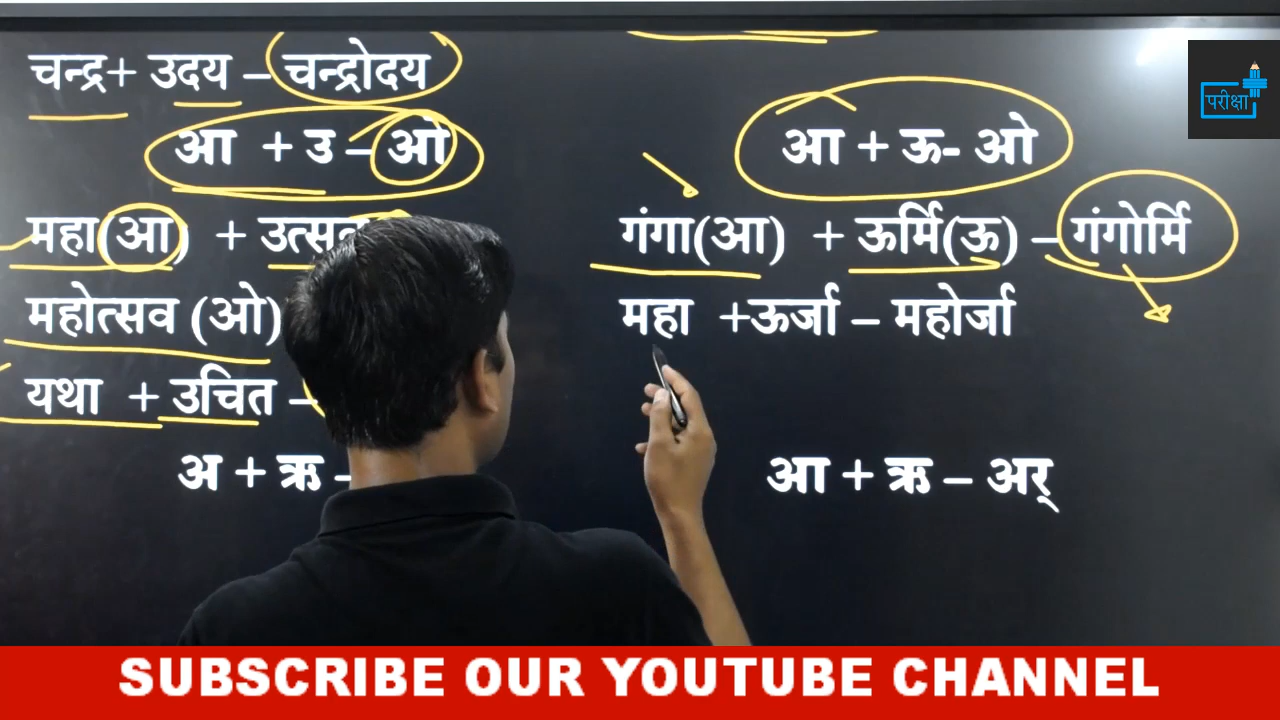 चन्द्र+ उदय – चन्द्रोदय
आ + उ – ओ
महा(आ) + उत्सव
महोत्सव (ओ)
यथा + उचित –
अ + ऋ -
आ + ऊ- ओ
गंगा(आ) + ऊर्मि(ऊ) – गंगोर्मि
महा +ऊर्जा – महोर्जा
आ + ऋ – अर्
परीक्षा
SUBSCRIBE OUR YOUTUBE CHANNEL